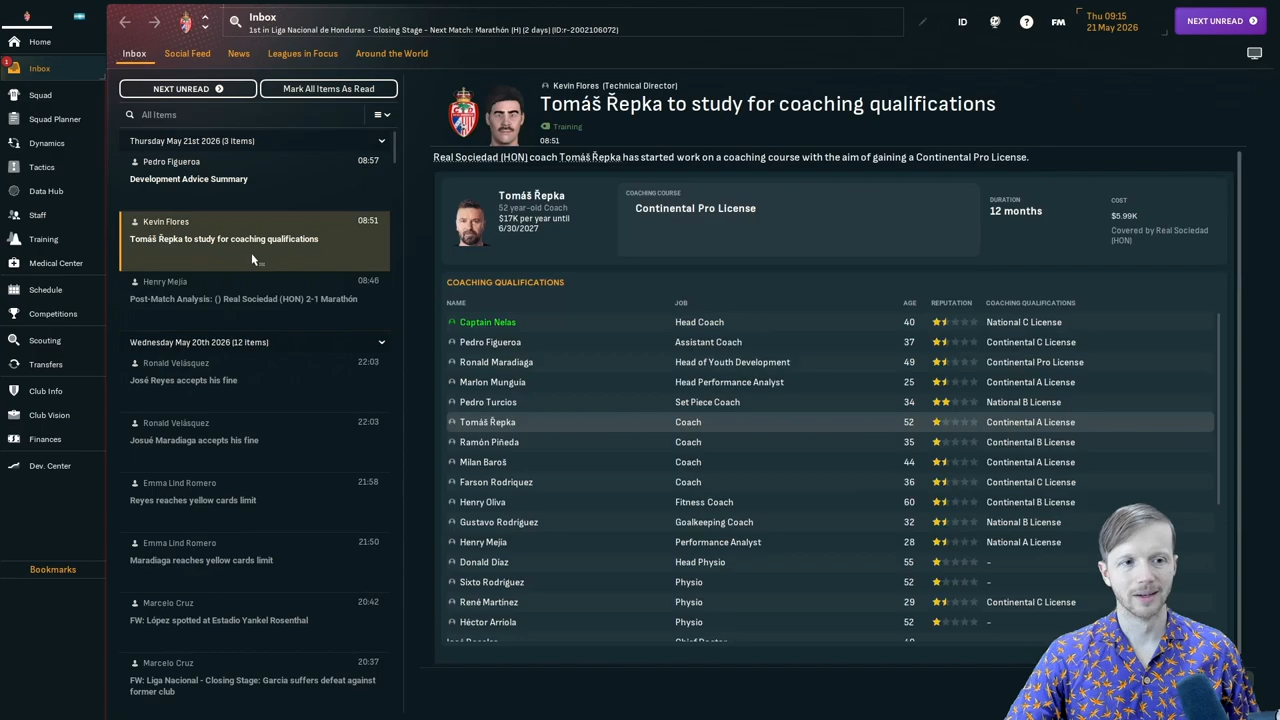 Inbox
1st in Liga Nacional de Honduras - Closing Stage - Next Match: Marathón (H) (2 days) (ID:r-2002106072)
ID
FM
Thu 09:15
21 May 2026
NEXT UNREAD
Home
1
Inbox
Squad
Squad Planner
Dynamics
Tactics
Data Hub
Staff
Training
Medical Center
Schedule
Competitions
Scouting
Transfers
Club Info
Club Vision
Finances
Dev. Center
Bookmarks
Inbox
Social Feed
News
Leagues in Focus
Around the World
NEXT UNREAD
Mark All Items As Read
All Items
Thursday May 21st 2026 (3 Items)
Pedro Figueroa 08:57
Development Advice Summary
Kevin Flores 08:51
Tomáš Řepka to study for coaching qualifications
Henry Mejía 08:46
Post-Match Analysis: () Real Sociedad (HON) 2-1 Marathón
Wednesday May 20th 2026 (12 Items)
Ronald Velásquez 22:03
José Reyes accepts his fine
Ronald Velásquez 22:03
Josué Maradiaga accepts his fine
Emma Lind Romero 21:58
Reyes reaches yellow cards limit
Emma Lind Romero 21:50
Maradiaga reaches yellow cards limit
Marcelo Cruz 20:42
FW: López spotted at Estadio Yankel Rosenthal
Marcelo Cruz 20:37
FW: Liga Nacional - Closing Stage: Garcia suffers defeat against
former club
Kevin Flores (Technical Director)
Tomáš Řepka to study for coaching qualifications
Training
08:51
Real Sociedad (HON) coach Tomáš Řepka has started work on a coaching course with the aim of gaining a Continental Pro License.
Tomáš Řepka
52 year-old Coach
$17K per year until
6/30/2027
COACHING COURSE
Continental Pro License
DURATION
12 months
COST
$5.99K
Covered by Real Sociedad
(HON)
COACHING QUALIFICATIONS
NAME JOB AGE REPUTATION COACHING QUALIFICATIONS
Captain Nelas Head Coach 40 National C License
Pedro Figueroa Assistant Coach 37 Continental C License
Ronald Maradiaga Head of Youth Development 49 Continental Pro License
Marlon Munguía Head Performance Analyst 25 Continental A License
Pedro Turcios Set Piece Coach 34 National B License
Tomáš Řepka Coach 52 Continental A License
Ramón Piñeda Coach 35 Continental B License
Milan Baroš Coach 44 Continental A License
Farson Rodriquez Coach 36 Continental C License
Henry Oliva Fitness Coach 60 Continental B License
Gustavo Rodríguez Goalkeeping Coach 32 National B License
Henry Mejía Performance Analyst 28 National A License
Donald Díaz Head Physio 55 -
Sixto Rodríguez Physio 52 -
René Martínez Physio 29 Continental C License
Héctor Arriola Physio 52 -